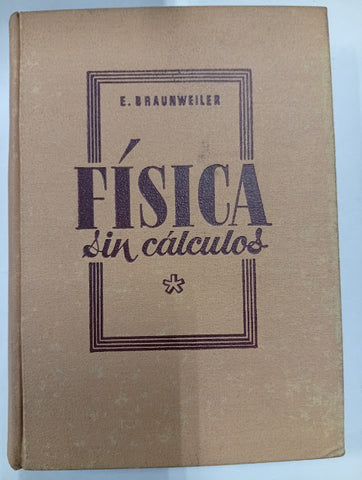 E. BRAUNWEILER
FÍSICA
sin cálculos
*